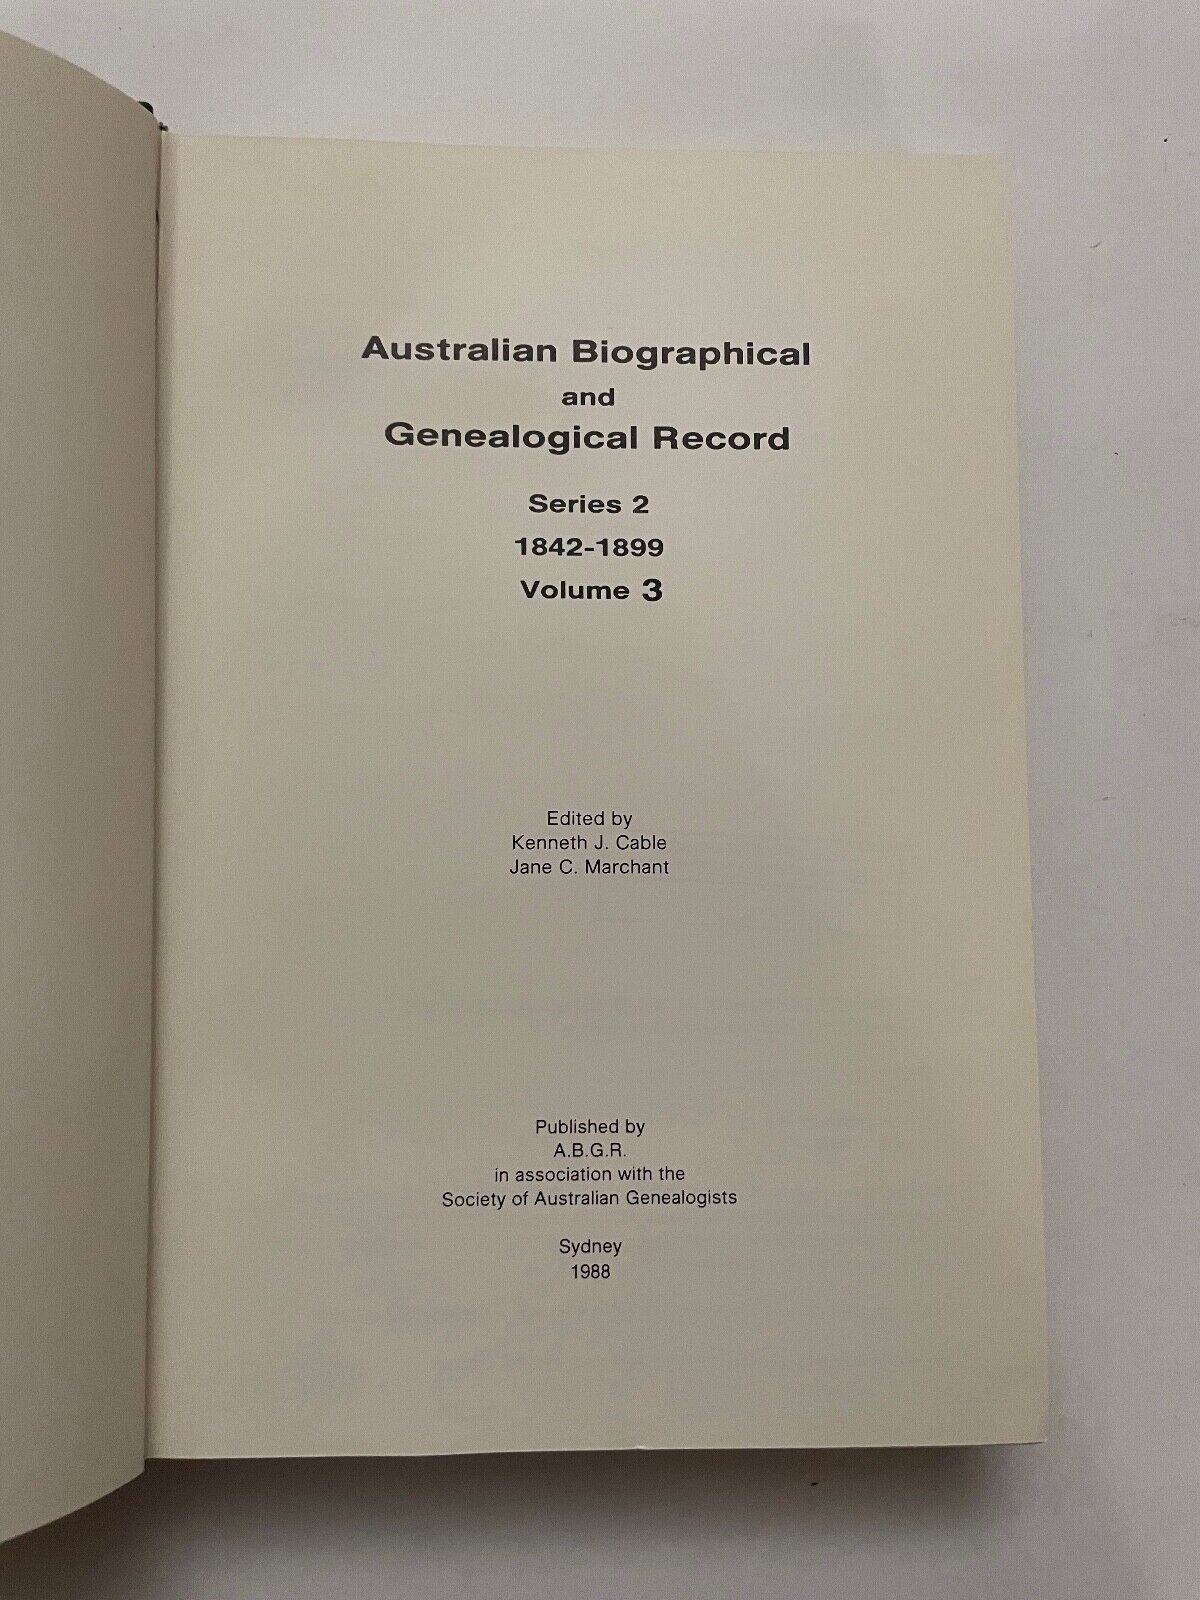 Australian Biographical
and
Genealogical Record
Series 2
1842-1899
Volume 3
Edited by
Kenneth J. Cable
Jane C. Marchant
Published by
A.B.G.R.
in association with the
Society of Australian Genealogists
Sydney
1988